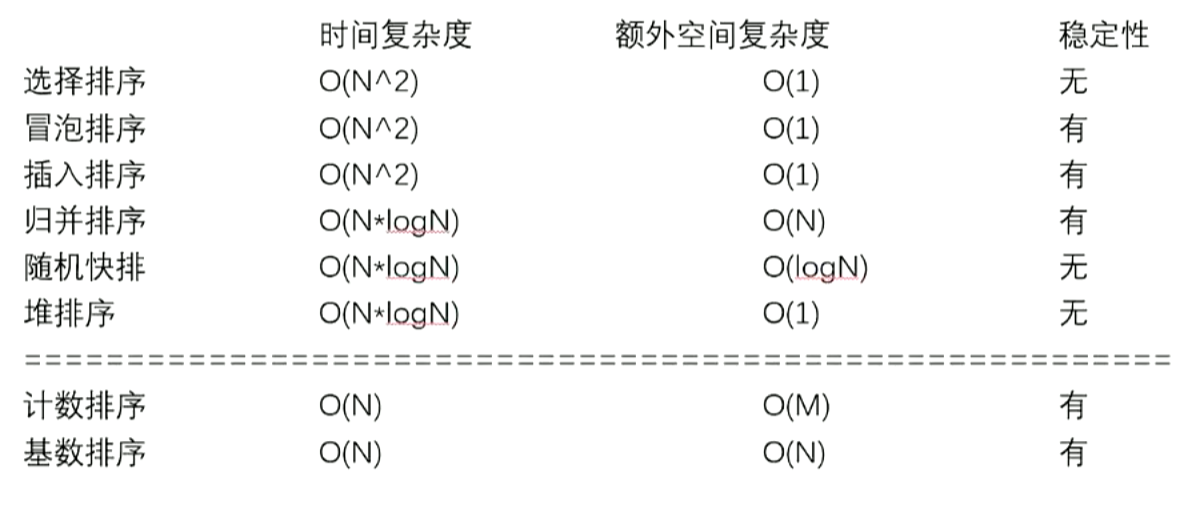 时间复杂度 额外空间复杂度 稳定性
选择排序 O(N^2) O(1) 无
冒泡排序 O(N^2) O(1) 有
插入排序 O(N^2) O(1) 有
归并排序 O(N*logN) O(N) 有
随机快排 O(N*logN) O(logN) 无
堆排序 O(N*logN) O(1) 无
========================================================
计数排序 O(N) O(M) 有
基数排序 O(N) O(N) 有